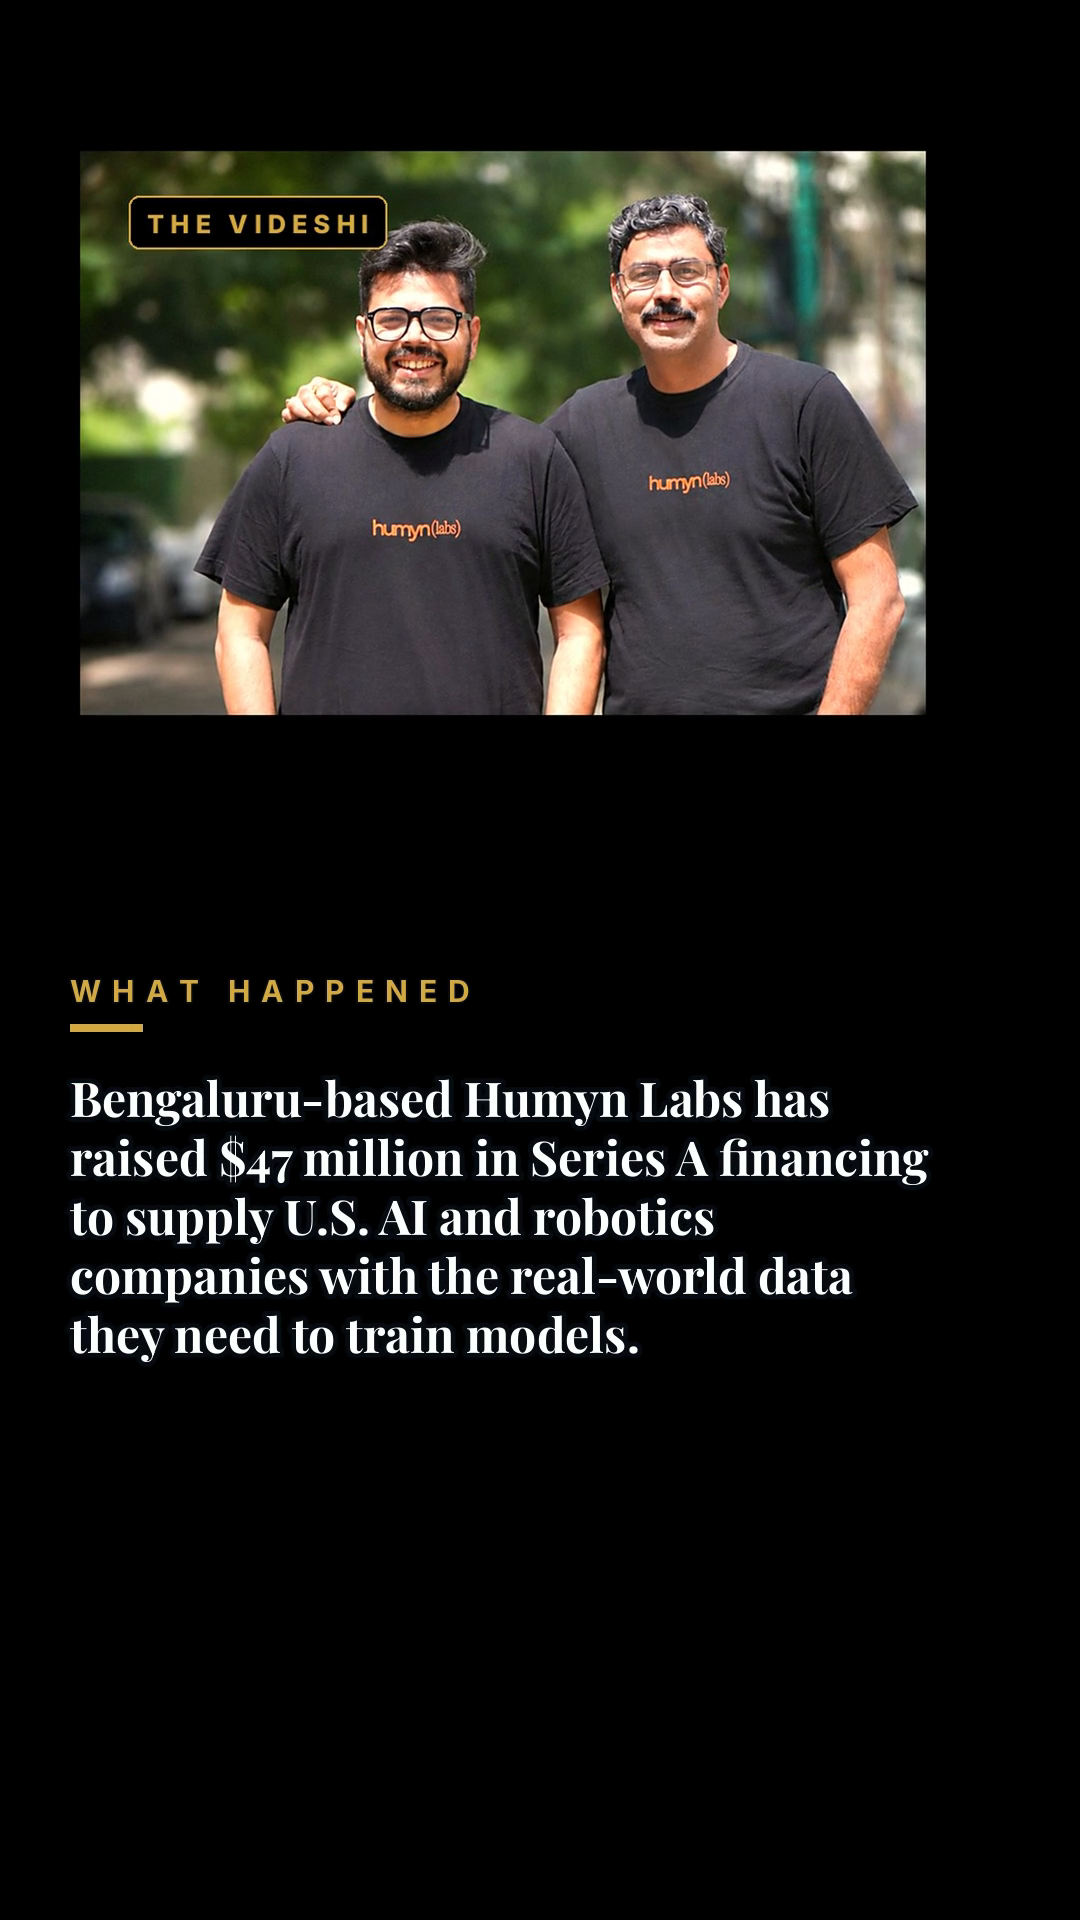 THE VIDESHI
humyn(labs)
humyn(labs)
WHAT HAPPENED
Bengaluru-based Humyn Labs has
raised $47 million in Series A financing
to supply U.S. AI and robotics
companies with the real-world data
they need to train models.